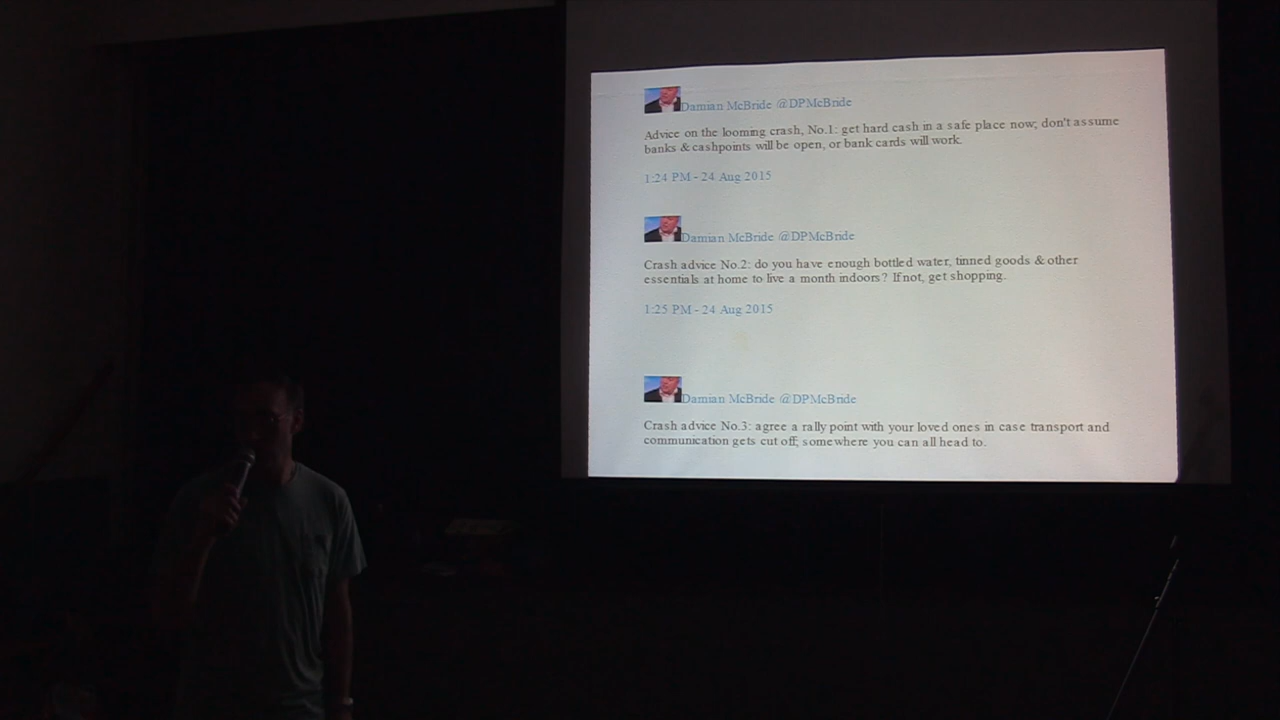 Damian McBride @DPMcBride
Advice on the looming crash, No.1: get hard cash in a safe place now; don't assume
banks & cashpoints will be open, or bank cards will work.
1:24 PM - 24 Aug 2015
Damian McBride @DPMcBride
Crash advice No.2: do you have enough bottled water, tinned goods & other
essentials at home to live a month indoors? If not, get shopping.
1:25 PM - 24 Aug 2015
Damian McBride @DPMcBride
Crash advice No.3: agree a rally point with your loved ones in case transport and
communication gets cut off; somewhere you can all head to.